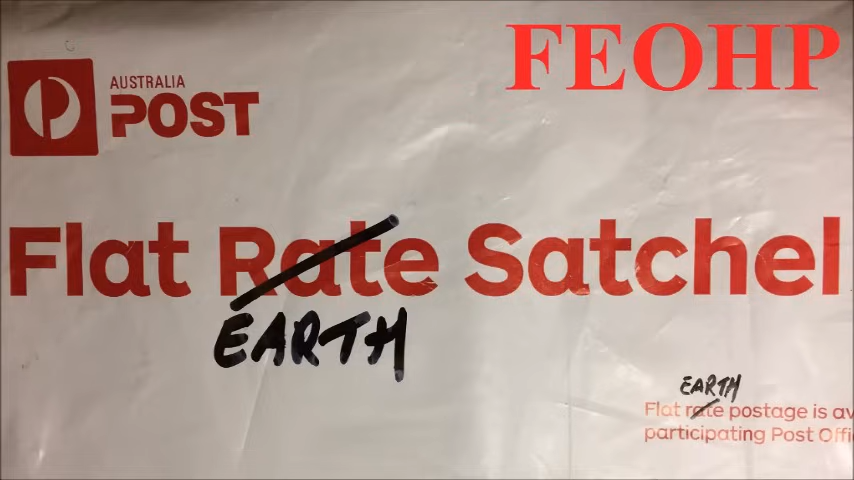 FEOHP
AUSTRALIA
POST
Flat Rate Satchel
EARTH
EARTH
Flat rate postage is av
participating Post Offi